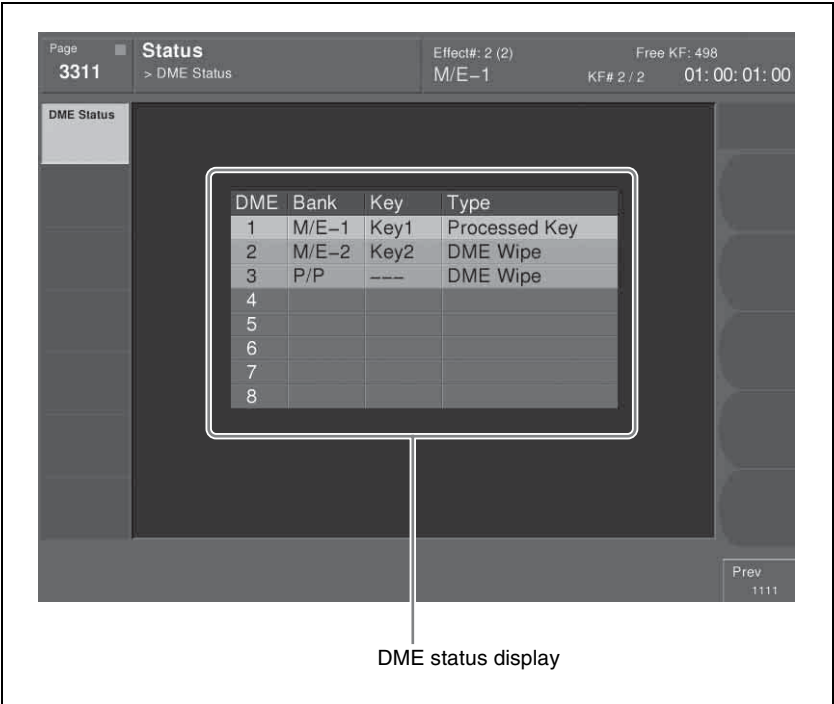 Page
3311
Status
> DME Status
Effect#: 2 (2)
Free KF: 498
M/E–1
KF# 2 / 2
01: 00: 01: 00
DME Status
DME Bank Key Type
1 M/E–1 Key1 Processed Key
2 M/E–2 Key2 DME Wipe
3 P/P ––– DME Wipe
4
5
6
7
8
Prev
1111
DME status display